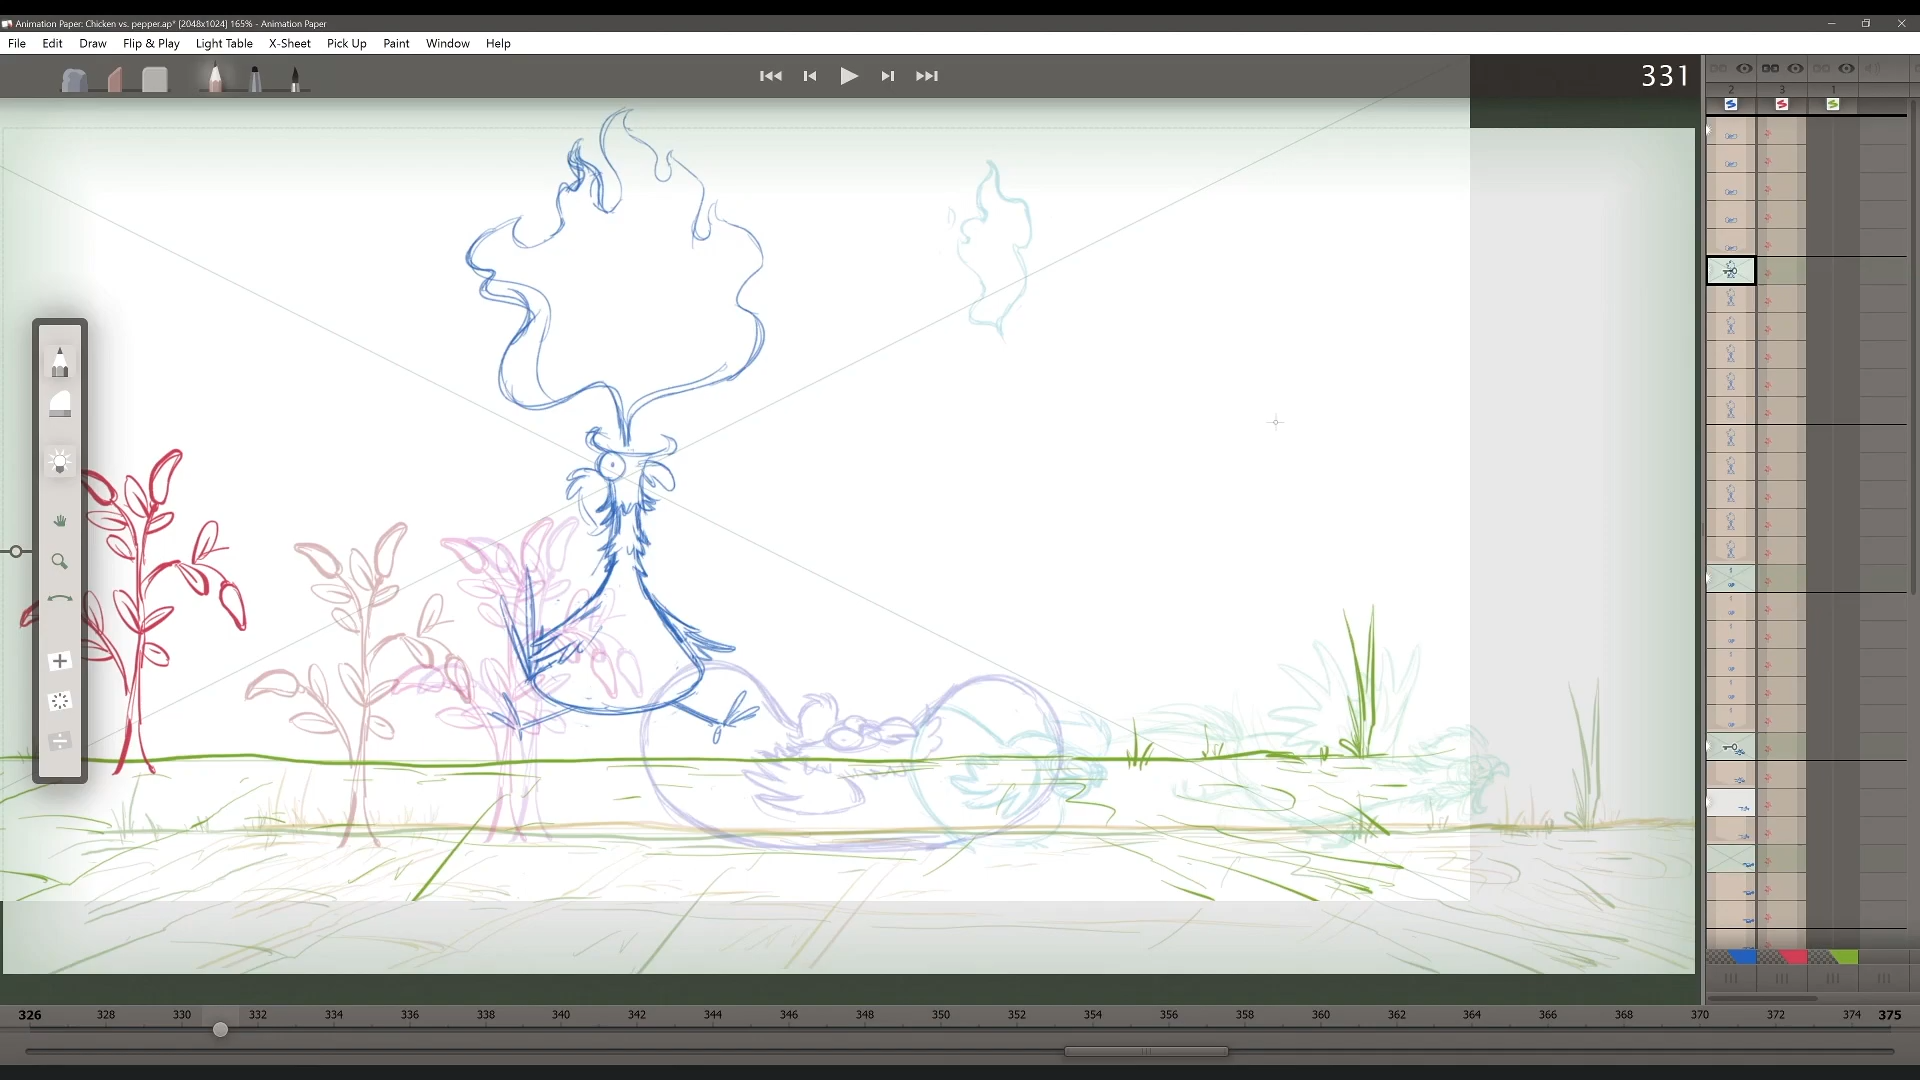 Animation Paper: Chicken vs. pepper.ap* [2048x1024] 165% - Animation Paper
File Edit Draw Flip & Play Light Table X-Sheet Pick Up Paint Window Help
331
2 3 1
326 328 330 332 334 336 338 340 342 344 346 348 350 352 354 356 358 360 362 364 366 368 370 372 374 375